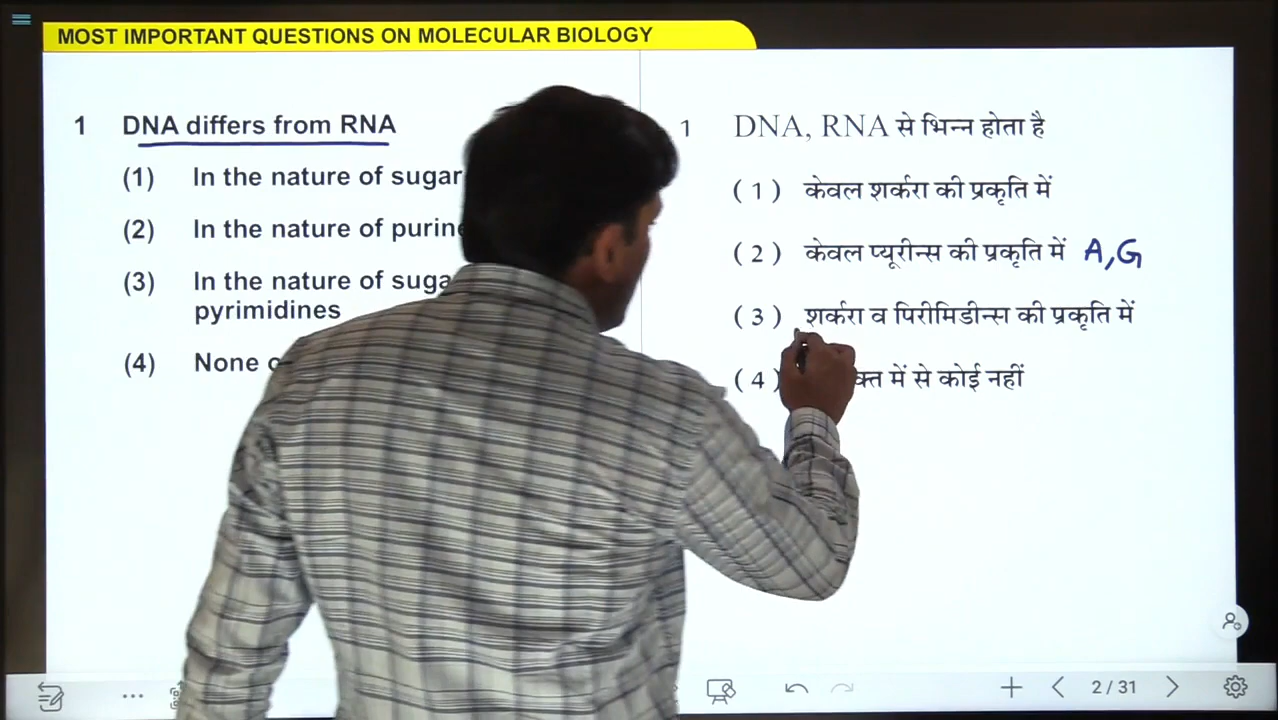 MOST IMPORTANT QUESTIONS ON MOLECULAR BIOLOGY
1 DNA differs from RNA
(1) In the nature of sugar
(2) In the nature of purine
(3) In the nature of
pyrimidines
(4) None
1 DNA, RNA से भिन्न होता है
(1) केवल शर्करा की प्रकृति में
(2) केवल प्यूरीन्स की प्रकृति में A,G
(3) शर्करा व पिरीमिडीन्स की प्रकृति में
(4) में से कोई नहीं
2 / 31